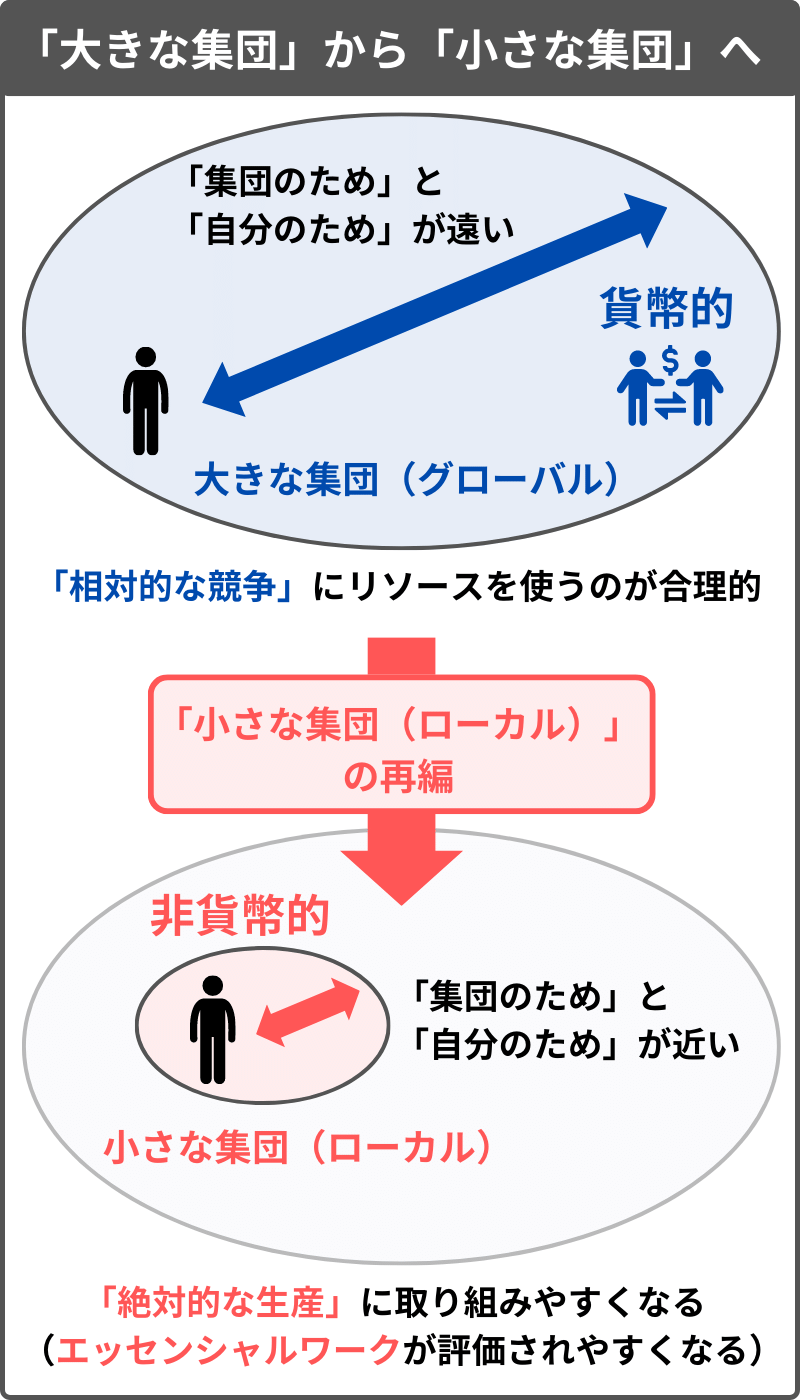 「大きな集団」から「小さな集団」へ
「集団のため」と
「自分のため」が遠い
貨幣的
$
大きな集団（グローバル）
「相対的な競争」にリソースを使うのが合理的
「小さな集団（ローカル）」
の再編
非貨幣的
「集団のため」と
「自分のため」が近い
小さな集団（ローカル）
「絶対的な生産」に取り組みやすくなる
（エッセンシャルワークが評価されやすくなる）